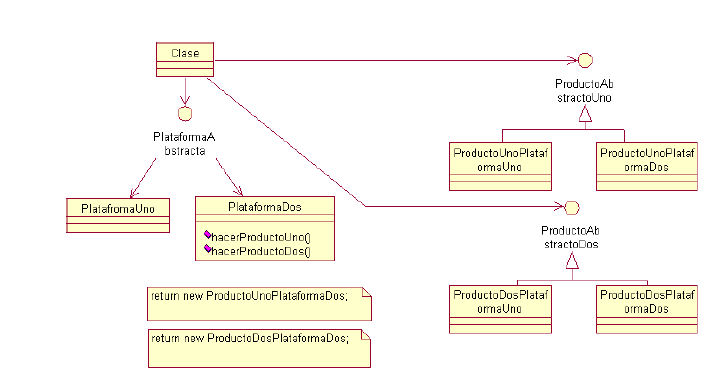 Clase
ProductoAb
stractoUno
PlataformaA
bstracta
ProductoUnoPlataf
ormaUno
ProductoUnoPlataf
ormaDos
PlatafromaUno
PlataformaDos
hacerProductoUno()
hacerProductoDos()
ProductoAb
stractoDos
return new ProductoUnoPlataformaDos;
ProductoDosPlataf
ormaUno
ProductoDosPlataf
ormaDos
return new ProductoDosPlataformaDos;